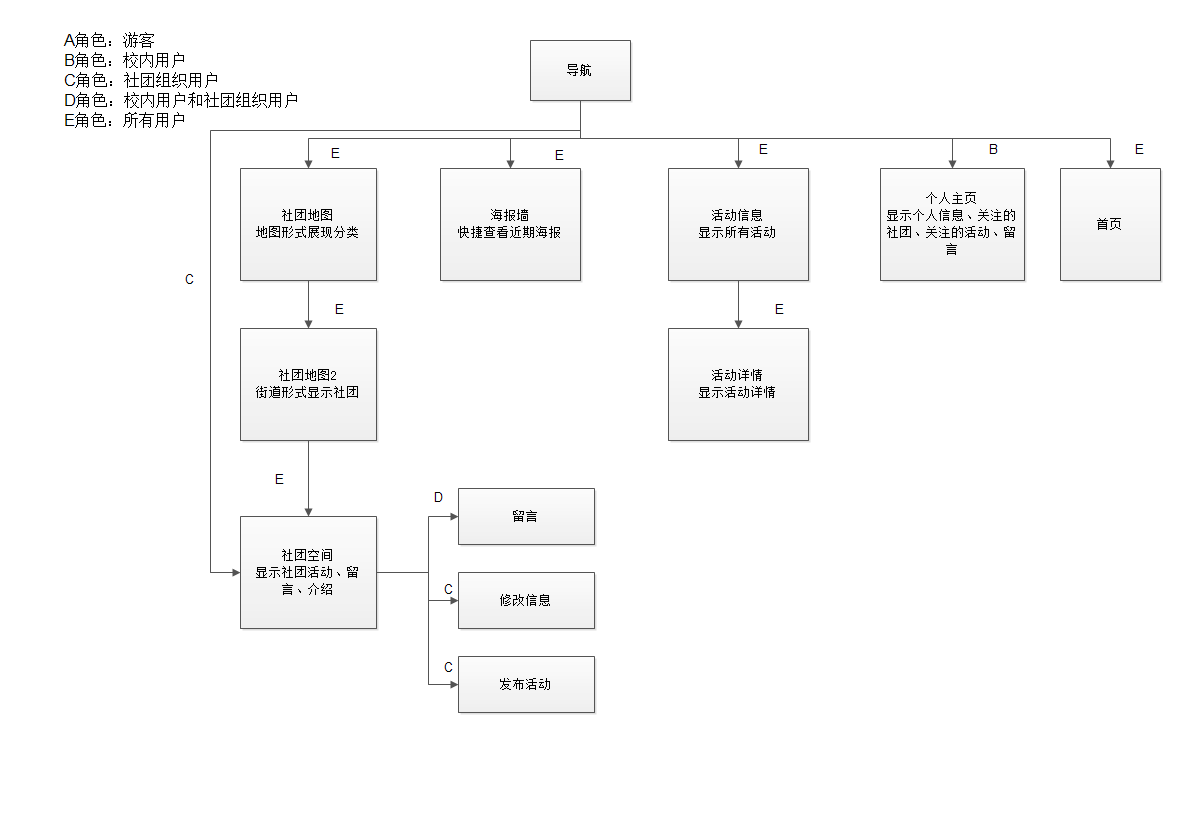 A角色：游客
B角色：校内用户
C角色：社团组织用户
D角色：校内用户和社团组织用户
E角色：所有用户
导航
E
E
E
B
E
社团地图
地图形式展现分类
海报墙
快捷查看近期海报
活动信息
显示所有活动
个人主页
显示个人信息、关注的
社团、关注的活动、留
言
首页
C
E
E
社团地图2
街道形式显示社团
活动详情
显示活动详情
E
D
留言
社团空间
显示社团活动、留
言、介绍
C
修改信息
C
发布活动